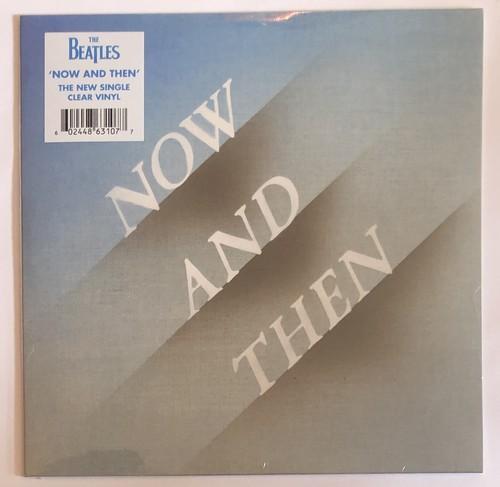 THE
BEATLES
'NOW AND THEN'
THE NEW SINGLE
CLEAR VINYL
6 02448 63107 7
NOW
AND
THEN